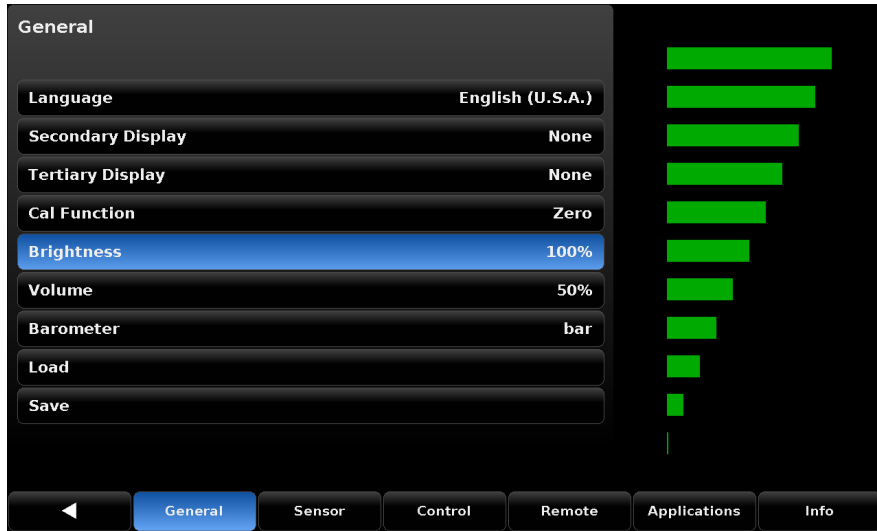 General
Language English (U.S.A.)
Secondary Display None
Tertiary Display None
Cal Function Zero
Brightness 100%
Volume 50%
Barometer bar
Load
Save
General Sensor Control Remote Applications Info